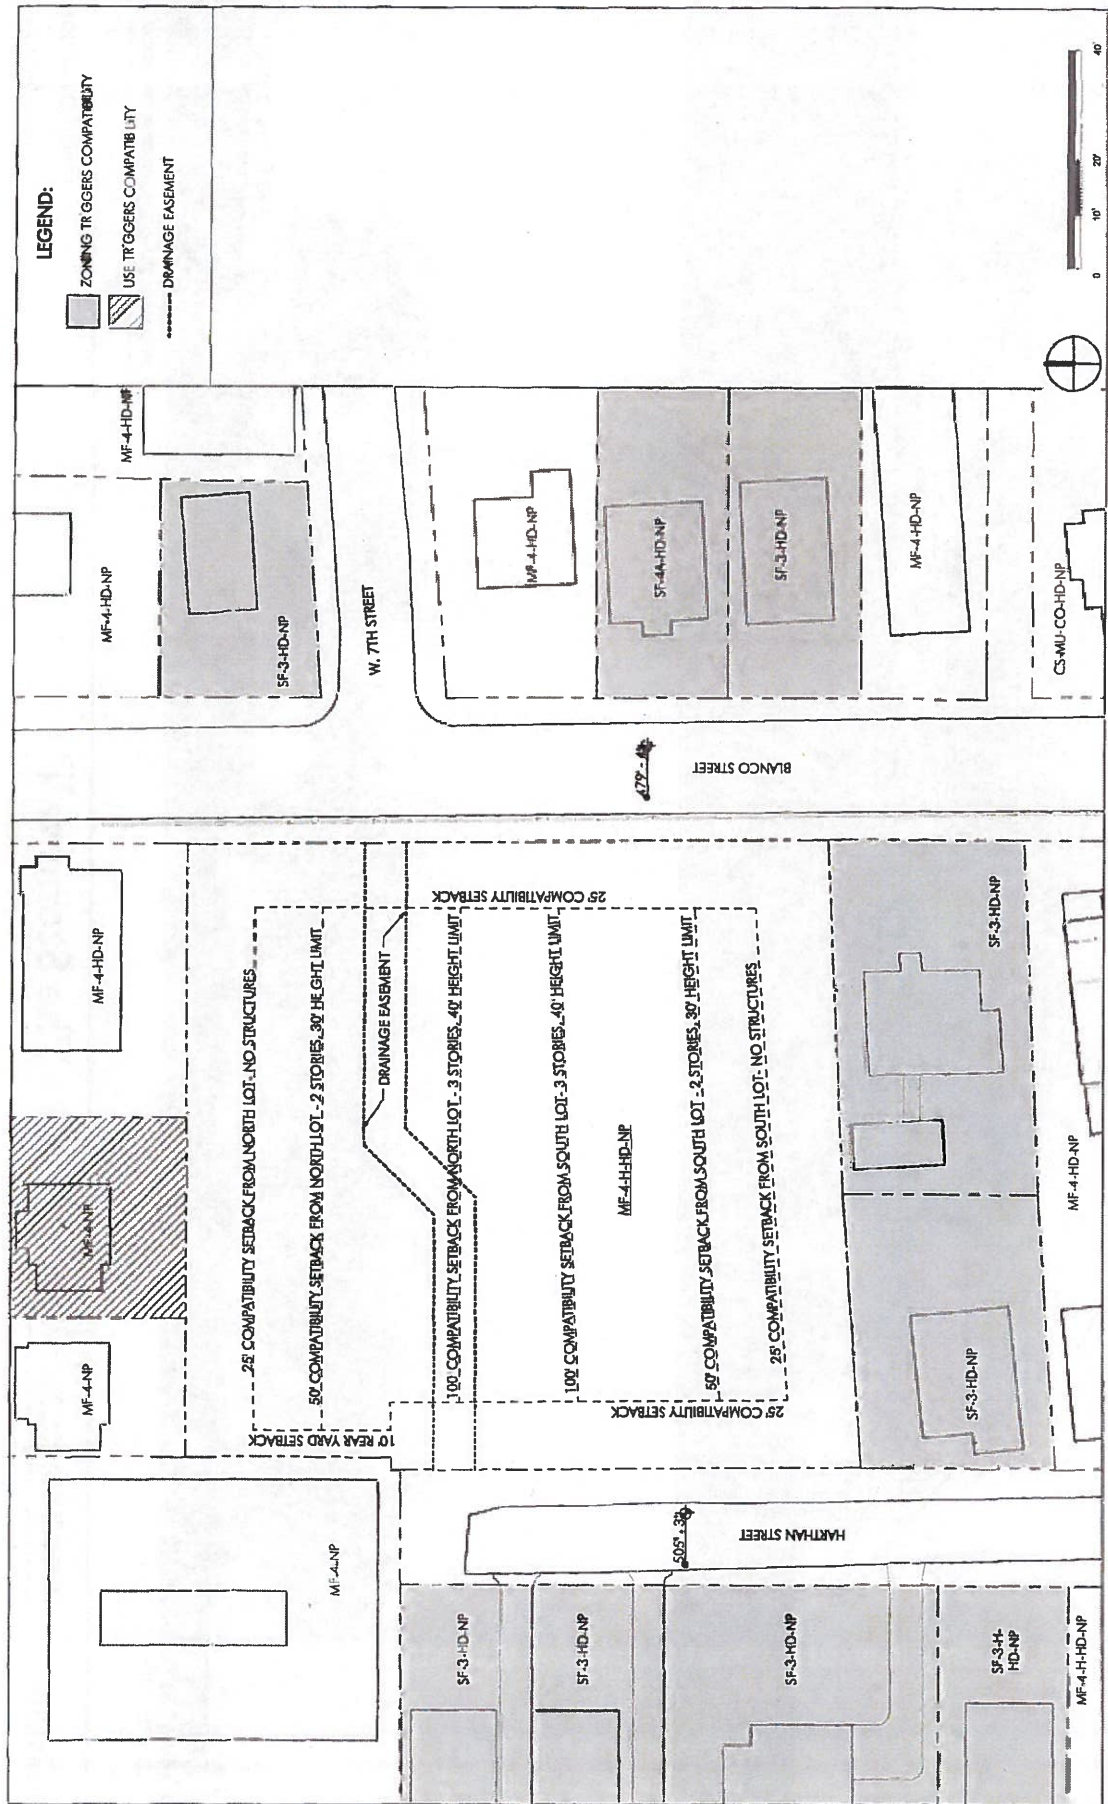 LEGEND:
ZONING TRIGGERS COMPATIBILITY
USE TRIGGERS COMPATIBILITY
DRAINAGE EASEMENT
MF-4-HD-NP
MF-4-HD-NP
SF-3-HD-NP
W. 7TH STREET
MF-4-HD-NP
SF-4A-HD-NP
SF-3-HD-NP
MF-4-HD-NP
CS-MU-CO-HD-NP
0 10' 20' 40'
BLANCO STREET
MF-4-HD-NP
MF-4-NP
MF-4-NP
25' COMPATIBILITY SETBACK FROM NORTH LOT - NO STRUCTURES
50' COMPATIBILITY SETBACK FROM NORTH LOT - 2 STORIES, 30' HEIGHT LIMIT
DRAINAGE EASEMENT
100' COMPATIBILITY SETBACK FROM NORTH LOT - 3 STORIES, 40' HEIGHT LIMIT
25' COMPATIBILITY SETBACK
100' COMPATIBILITY SETBACK FROM SOUTH LOT - 3 STORIES, 40' HEIGHT LIMIT
MF-4-H-HD-NP
50' COMPATIBILITY SETBACK FROM SOUTH LOT - 2 STORIES, 30' HEIGHT LIMIT
25' COMPATIBILITY SETBACK FROM SOUTH LOT - NO STRUCTURES
10' REAR YARD SETBACK
25' COMPATIBILITY SETBACK
SF-3-HD-NP
SF-3-HD-NP
MF-4-HD-NP
MF-4-NP
HARTHAN STREET
SF-3-HD-NP
SF-3-HD-NP
SF-3-HD-NP
SF-3-H-
HD-NP
MF-4-H-HD-NP